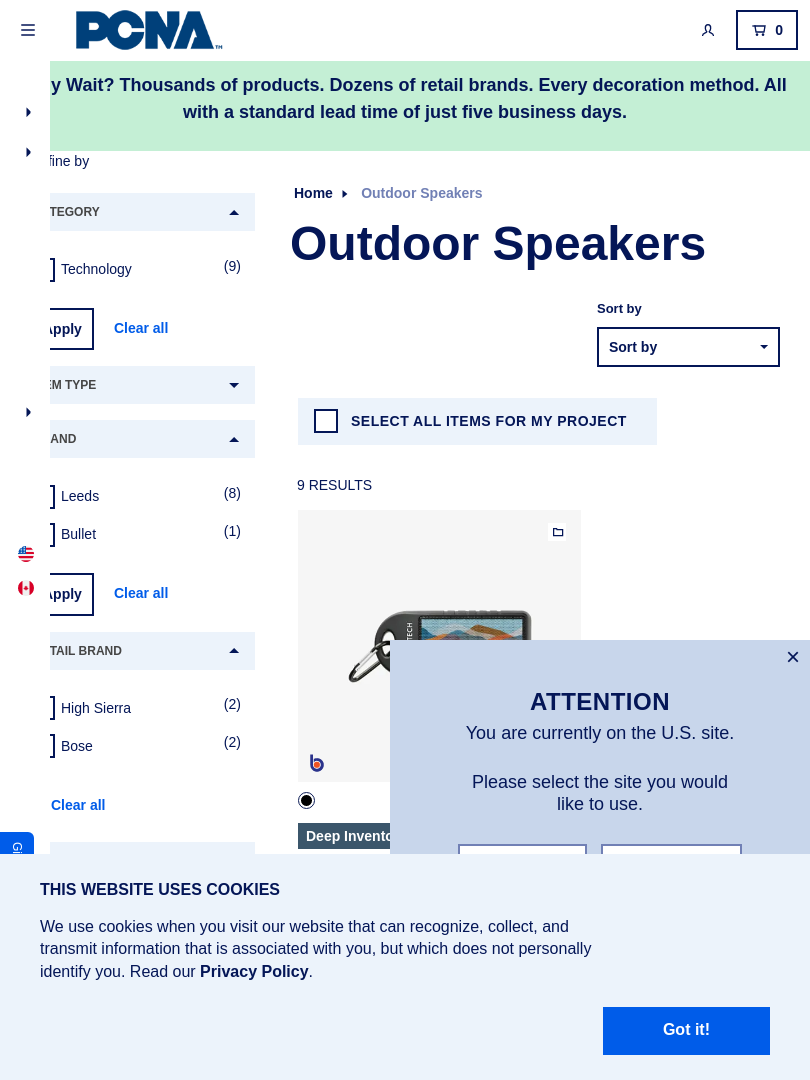 PCNA™
0
y Wait? Thousands of products. Dozens of retail brands. Every decoration method. All
with a standard lead time of just five business days.
fine by
Home
Outdoor Speakers
TEGORY
Outdoor Speakers
Technology
(9)
Sort by
Apply
Clear all
Sort by
EM TYPE
SELECT ALL ITEMS FOR MY PROJECT
AND
9 RESULTS
Leeds
(8)
Bullet
(1)
Apply
Clear all
TECH
TAIL BRAND
High Sierra
(2)
Bose
(2)
ATTENTION
You are currently on the U.S. site.
Please select the site you would
like to use.
b
Clear all
Deep Invento
Gi
THIS WEBSITE USES COOKIES
We use cookies when you visit our website that can recognize, collect, and
transmit information that is associated with you, but which does not personally
identify you. Read our Privacy Policy.
Got it!